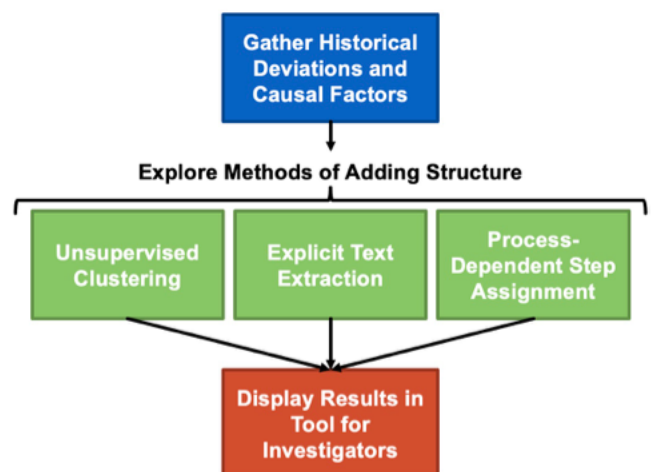 Gather Historical
Deviations and
Causal Factors
Explore Methods of Adding Structure
Unsupervised
Clustering
Explicit Text
Extraction
Process-
Dependent Step
Assignment
Display Results in
Tool for
Investigators